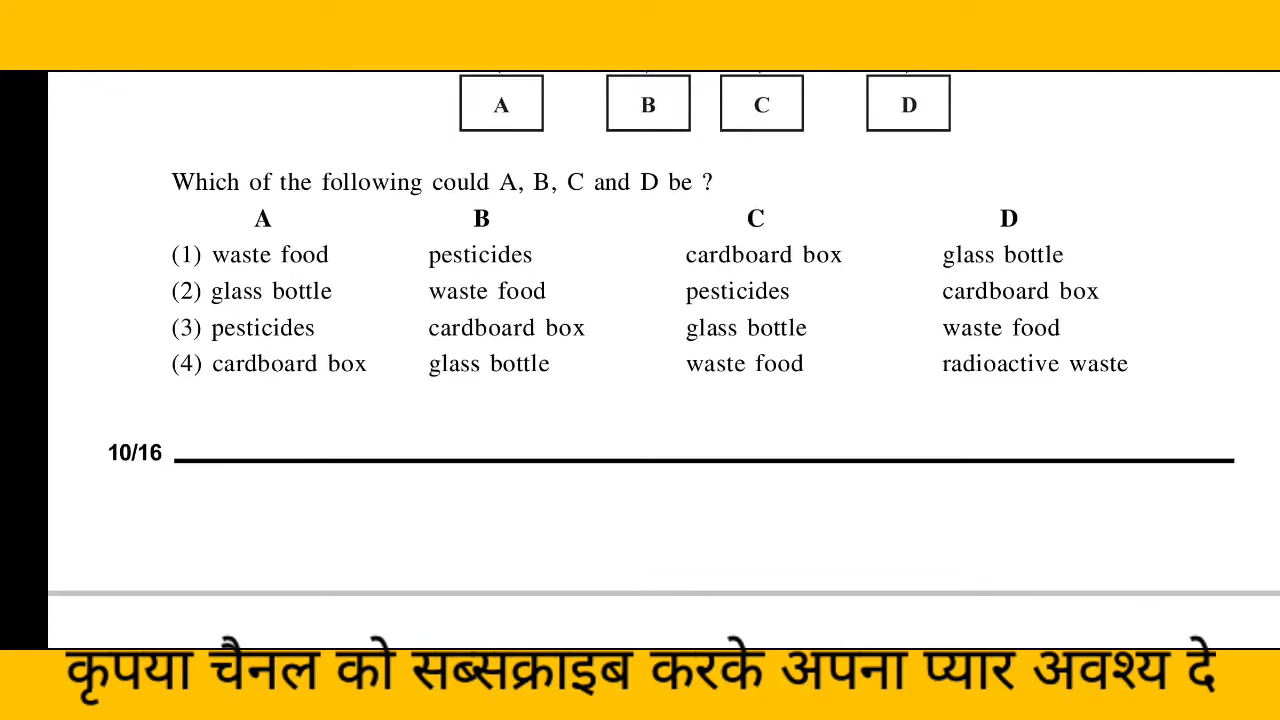 A B C D
Which of the following could A, B, C and D be ?
A B C D
(1) waste food pesticides cardboard box glass bottle
(2) glass bottle waste food pesticides cardboard box
(3) pesticides cardboard box glass bottle waste food
(4) cardboard box glass bottle waste food radioactive waste
10/16
कृपया चैनल को सब्सक्राइब करके अपना प्यार अवश्य दे